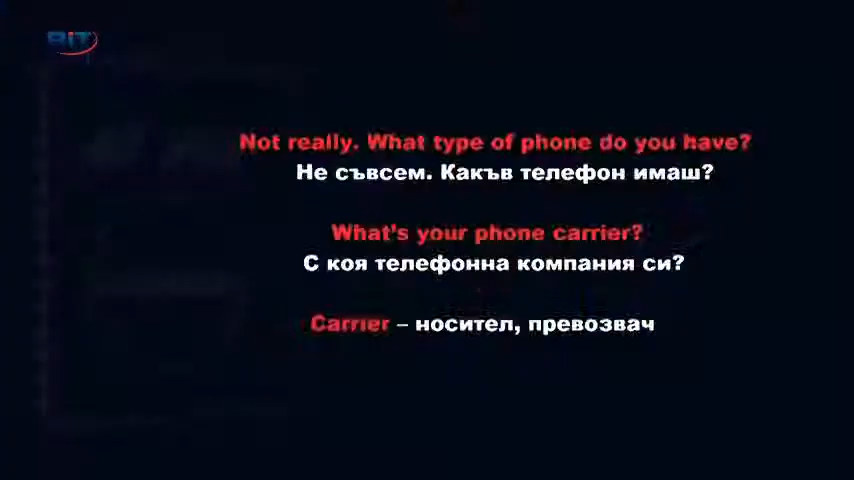 BiT
Not really. What type of phone do you have?
Не съвсем. Какъв телефон имаш?
What's your phone carrier?
С коя телефонна компания си?
Carrier – носител, превозвач